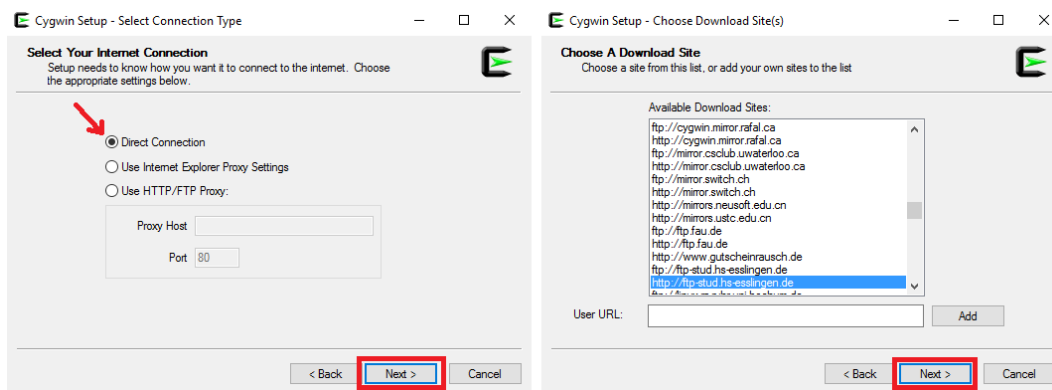 Cygwin Setup - Select Connection Type
Select Your Internet Connection
Setup needs to know how you want it to connect to the internet. Choose
the appropriate settings below.
Direct Connection
Use Internet Explorer Proxy Settings
Use HTTP/FTP Proxy:
Proxy Host
Port 80
< Back Next > Cancel
Cygwin Setup - Choose Download Site(s)
Choose A Download Site
Choose a site from this list, or add your own sites to the list
Available Download Sites:
ftp://cygwin.mirror.rafal.ca
http://cygwin.mirror.rafal.ca
ftp://mirror.csclub.uwaterloo.ca
http://mirror.csclub.uwaterloo.ca
ftp://mirror.switch.ch
http://mirror.switch.ch
http://mirrors.neusoft.edu.cn
http://mirrors.ustc.edu.cn
ftp://ftp.fau.de
http://ftp.fau.de
http://www.gutscheinrausch.de
ftp://ftp-stud.hs-esslingen.de
http://ftp-stud.hs-esslingen.de
User URL: Add
< Back Next > Cancel